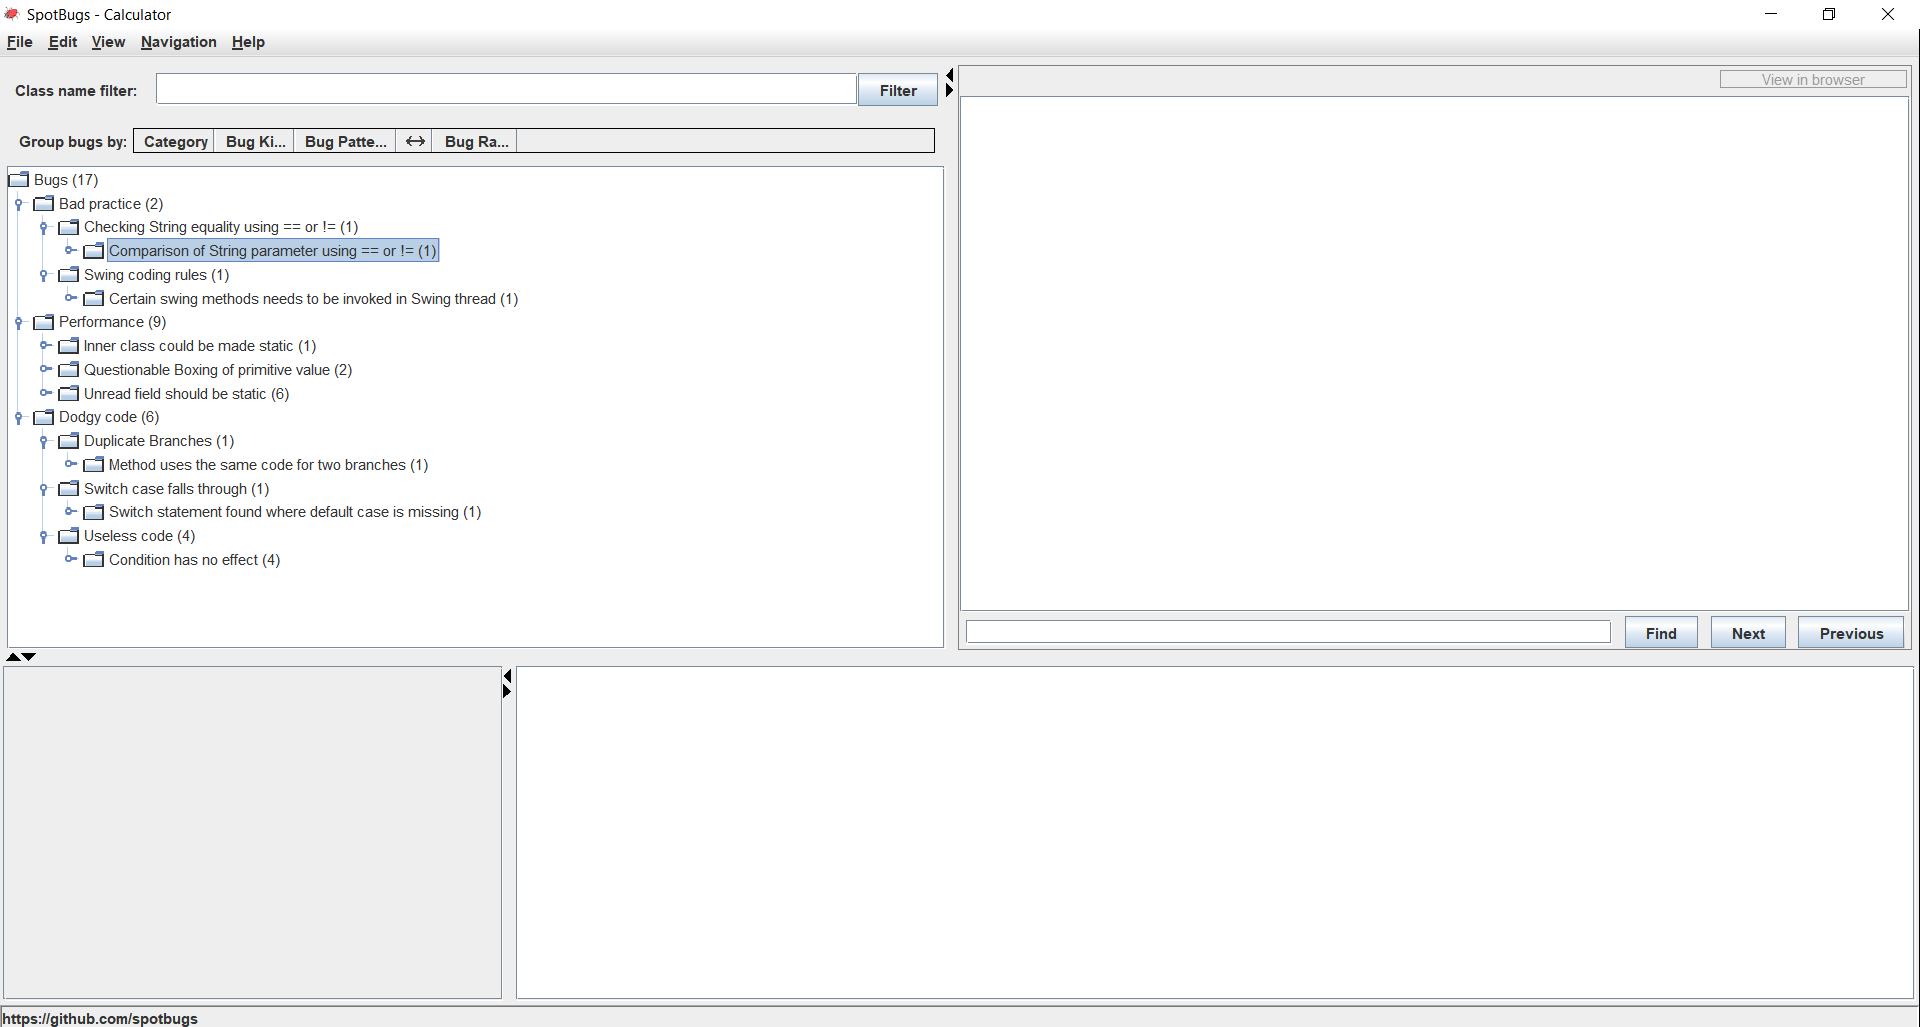 SpotBugs - Calculator
File Edit View Navigation Help
Class name filter: Filter
View in browser
Group bugs by: Category Bug Ki... Bug Patte... Bug Ra...
Bugs (17)
Bad practice (2)
Checking String equality using == or != (1)
Comparison of String parameter using == or != (1)
Swing coding rules (1)
Certain swing methods needs to be invoked in Swing thread (1)
Performance (9)
Inner class could be made static (1)
Questionable Boxing of primitive value (2)
Unread field should be static (6)
Dodgy code (6)
Duplicate Branches (1)
Method uses the same code for two branches (1)
Switch case falls through (1)
Switch statement found where default case is missing (1)
Useless code (4)
Condition has no effect (4)
Find Next Previous
https://github.com/spotbugs